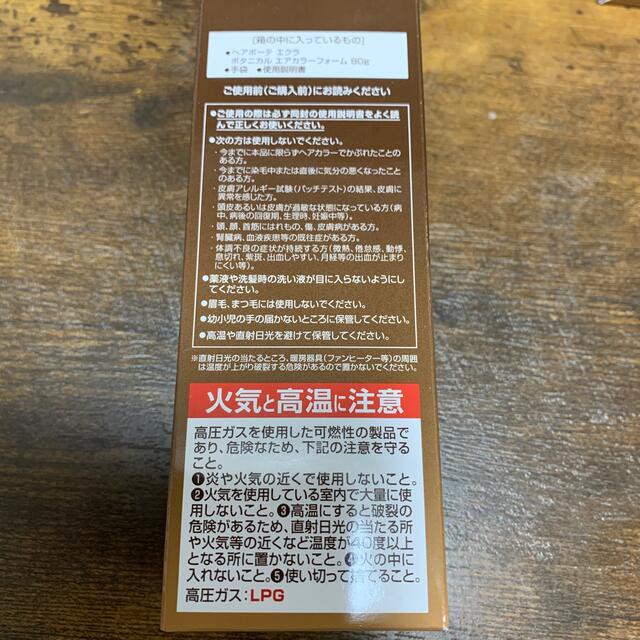 [箱の中に入っているもの]
●ヘアボーテ エクラ
ボタニカル エアカラーフォーム 80g
●手袋 ●使用説明書
ご使用前(ご購入前)にお読みください
●ご使用の際は必ず同封の使用説明書をよく読
んで正しくお使いください。
●次の方は使用しないでください。
・今までに本品に限らずヘアカラーでかぶれたことの
ある方。
・今までに染毛中または直後に気分の悪くなったこと
のある方。
・皮膚アレルギー試験(パッチテスト)の結果、皮膚に
異常を感じた方。
・頭皮あるいは皮膚が過敏な状態になっている方(病
中、病後の回復期、生理時、妊娠中等)。
・頭、顔、首筋にはれもの、傷、皮膚病がある方。
・腎臓病、血液疾患等の既往症がある方。
・体調不良の症状が持続する方(微熱、倦怠感、動悸、
息切れ、紫斑、出血しやすい、月経等の出血が止まり
にくい等)。
●薬液や洗髪時の洗い液が目に入らないようにし
てください。
●眉毛、まつ毛には使用しないでください。
●幼小児の手の届かないところに保管してください。
●高温や直射日光を避けて保管してください。
※直射日光の当たるところ、暖房器具(ファンヒーター等)の周囲
は温度が上がり破裂する危険があるので置かないでください。
火気と高温に注意
高圧ガスを使用した可燃性の製品で
あり、危険なため、下記の注意を守る
こと。
❶炎や火気の近くで使用しないこと。
❷火気を使用している室内で大量に使
用しないこと。❸高温にすると破裂の
危険があるため、直射日光の当たる所
や火気等の近くなど温度が40度以上
となる所に置かないこと。❹火の中に
入れないこと。❺使い切って捨てること。
高圧ガス:LPG